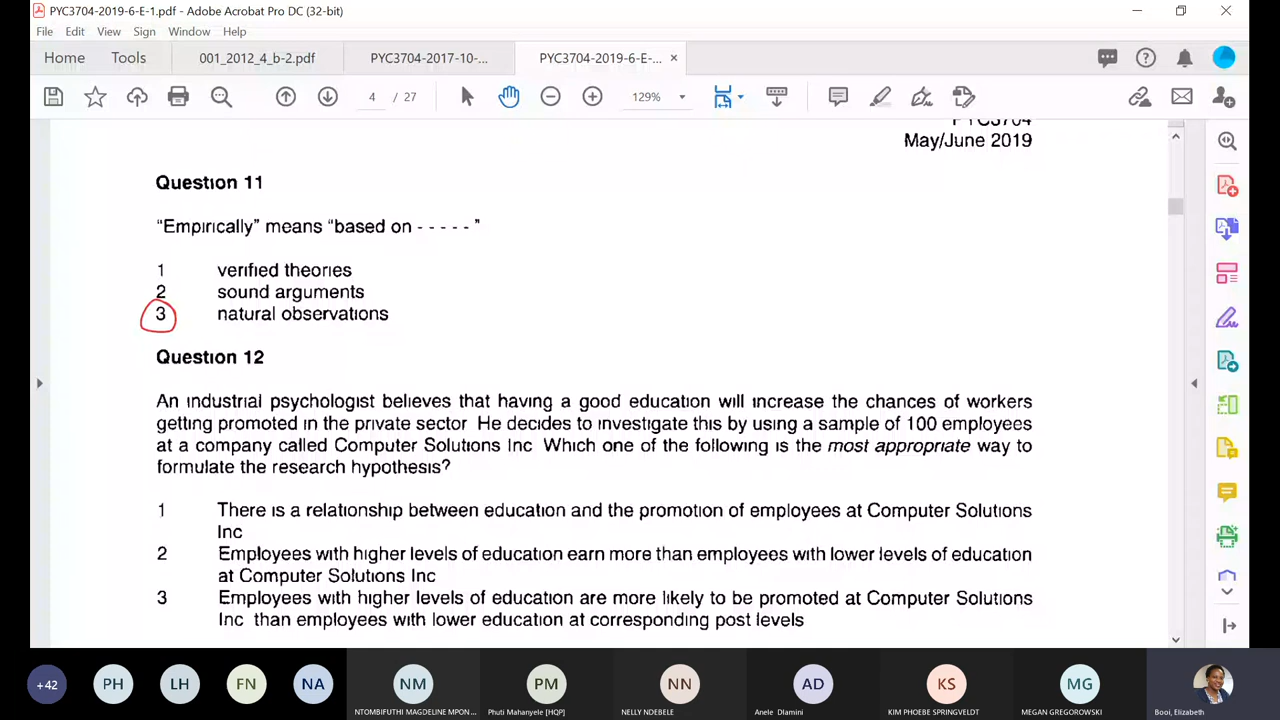 PYC3704-2019-6-E-1.pdf - Adobe Acrobat Pro DC (32-bit)
File Edit View Sign Window Help
Home Tools 001_2012_4_b-2.pdf PYC3704-2017-10-... PYC3704-2019-6-E-... ×
4 / 27 129%
PYC3704
May/June 2019
Question 11
“Empirically” means “based on - - - - - ”
1 verified theories
2 sound arguments
3 natural observations
Question 12
An industrial psychologist believes that having a good education will increase the chances of workers
getting promoted in the private sector He decides to investigate this by using a sample of 100 employees
at a company called Computer Solutions Inc Which one of the following is the most appropriate way to
formulate the research hypothesis?
1 There is a relationship between education and the promotion of employees at Computer Solutions
Inc
2 Employees with higher levels of education earn more than employees with lower levels of education
at Computer Solutions Inc
3 Employees with higher levels of education are more likely to be promoted at Computer Solutions
Inc than employees with lower education at corresponding post levels
+42 PH LH FN NA NM PM NN AD KS MG
NTOMBIFUTHI MAGDELINE MPON ... Phuti Mahanyele [HQP] NELLY NDEBELE Anele Dlamini KIM PHOEBE SPRINGVELDT MEGAN GREGOROWSKI Booi, Elizabeth